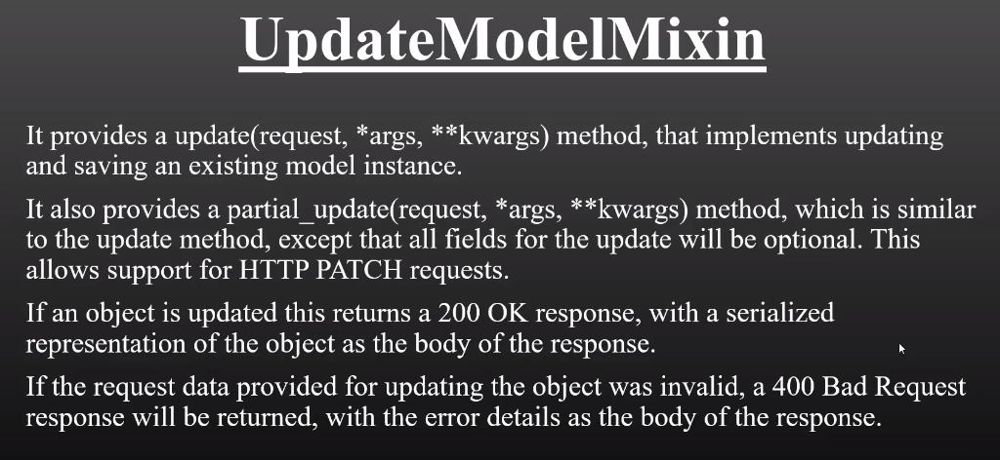 UpdateModelMixin
It provides a update(request, *args, **kwargs) method, that implements updating
and saving an existing model instance.
It also provides a partial_update(request, *args, **kwargs) method, which is similar
to the update method, except that all fields for the update will be optional. This
allows support for HTTP PATCH requests.
If an object is updated this returns a 200 OK response, with a serialized
representation of the object as the body of the response.
If the request data provided for updating the object was invalid, a 400 Bad Request
response will be returned, with the error details as the body of the response.